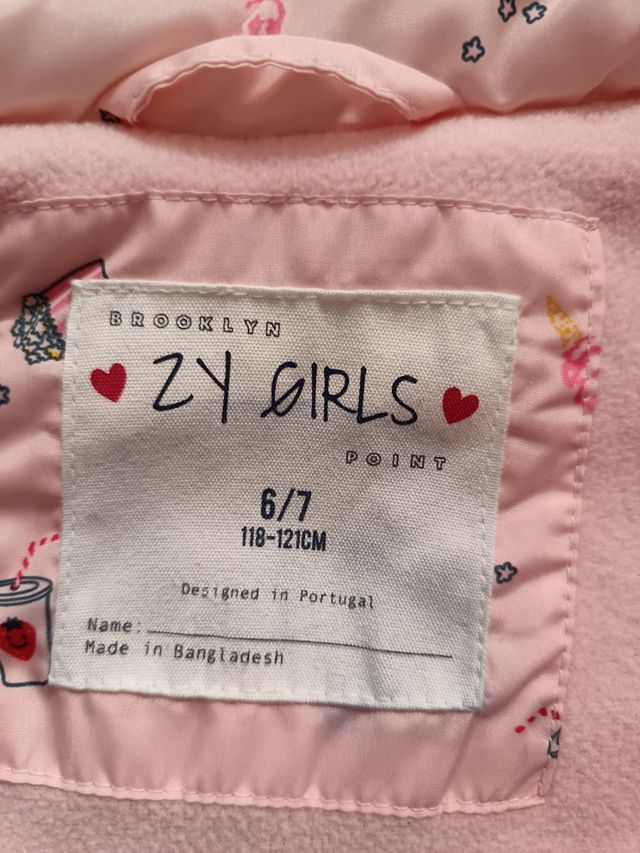 BROOKLYN
ZY GIRLS
POINT
6/7
118-121CM
Designed in Portugal
Name:
Made in Bangladesh